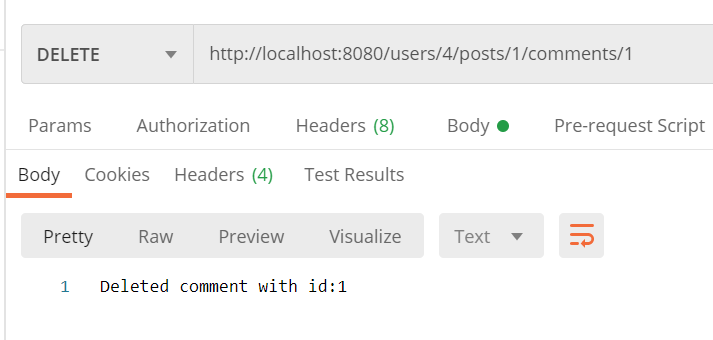 DELETE http://localhost:8080/users/4/posts/1/comments/1
Params Authorization Headers (8) Body Pre-request Script
Body Cookies Headers (4) Test Results
Pretty Raw Preview Visualize Text
1 Deleted comment with id:1